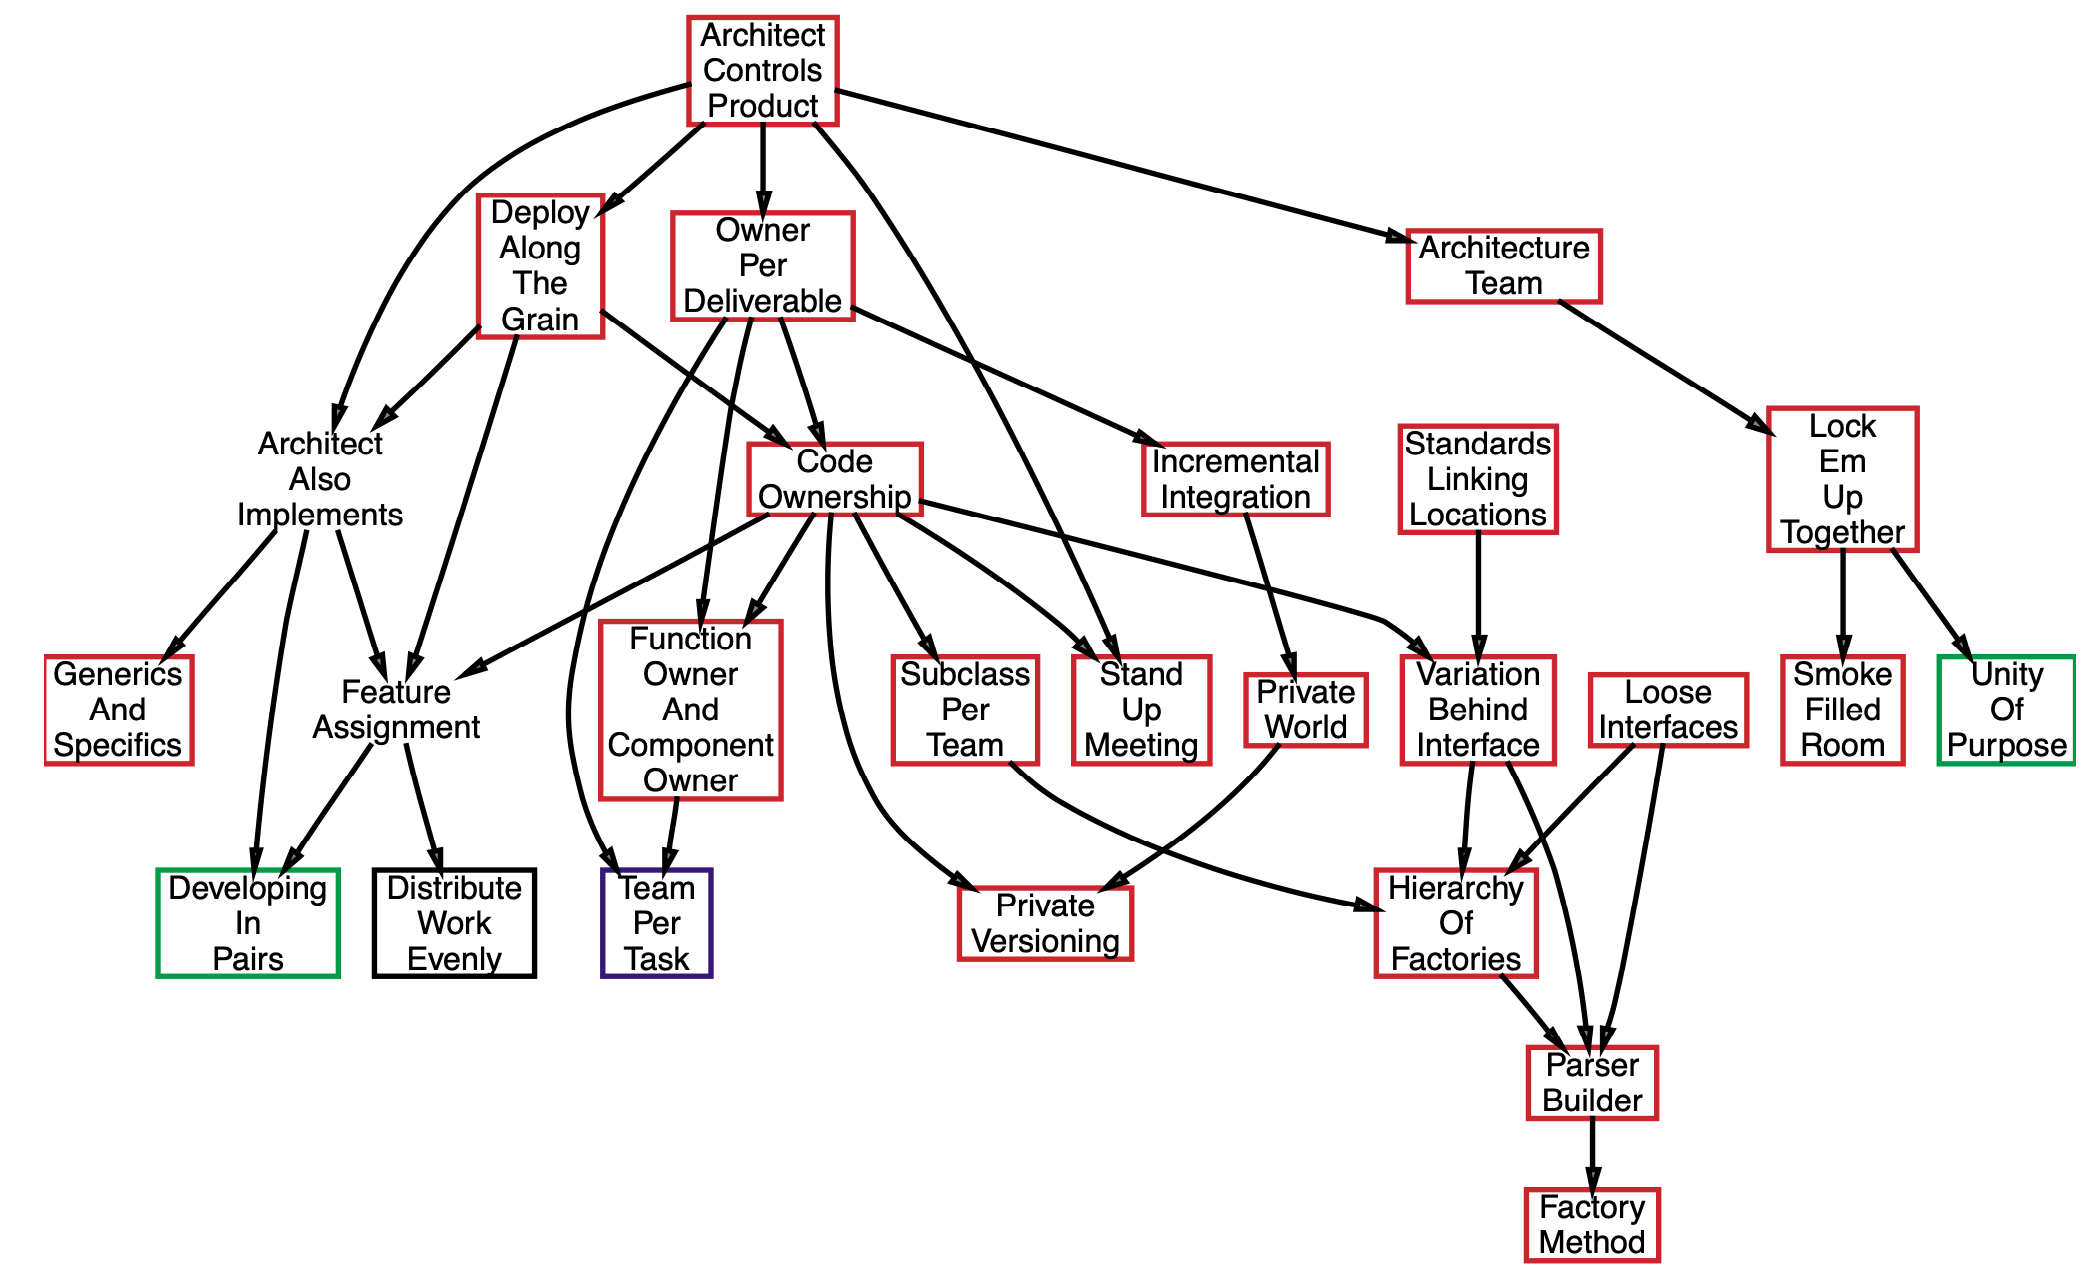 Architect
Controls
Product
Deploy
Along
The
Grain
Owner
Per
Deliverable
Architecture
Team
Architect
Also
Implements
Code
Ownership
Incremental
Integration
Standards
Linking
Locations
Lock
Em
Up
Together
Generics
And
Specifics
Feature
Assignment
Function
Owner
And
Component
Owner
Subclass
Per
Team
Stand
Up
Meeting
Private
World
Variation
Behind
Interface
Loose
Interfaces
Smoke
Filled
Room
Unity
Of
Purpose
Developing
In
Pairs
Distribute
Work
Evenly
Team
Per
Task
Private
Versioning
Hierarchy
Of
Factories
Parser
Builder
Factory
Method